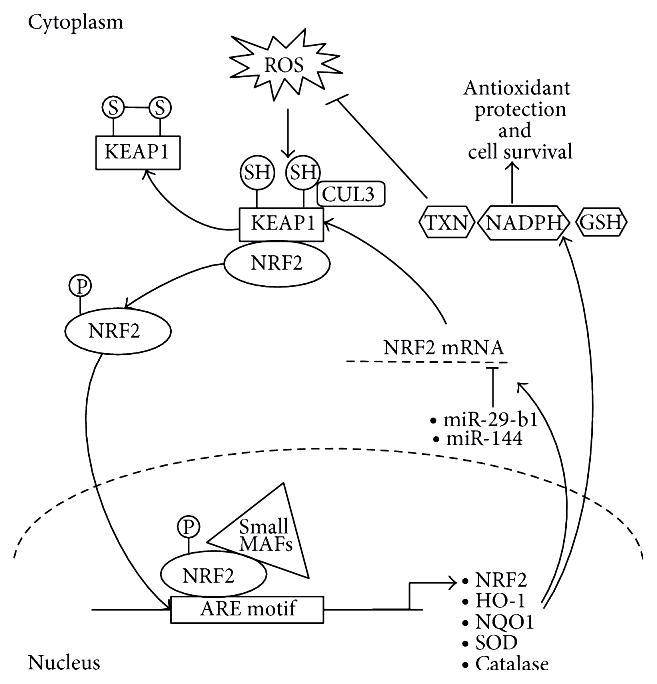 Cytoplasm
ROS
Antioxidant
protection
and
cell survival
S S
KEAP1
SH SH
CUL3
KEAP1
NRF2
TXN NADPH GSH
P
NRF2
NRF2 mRNA
• miR-29-b1
• miR-144
P
Small
MAFs
NRF2
ARE motif
• NRF2
• HO-1
• NQO1
• SOD
• Catalase
Nucleus